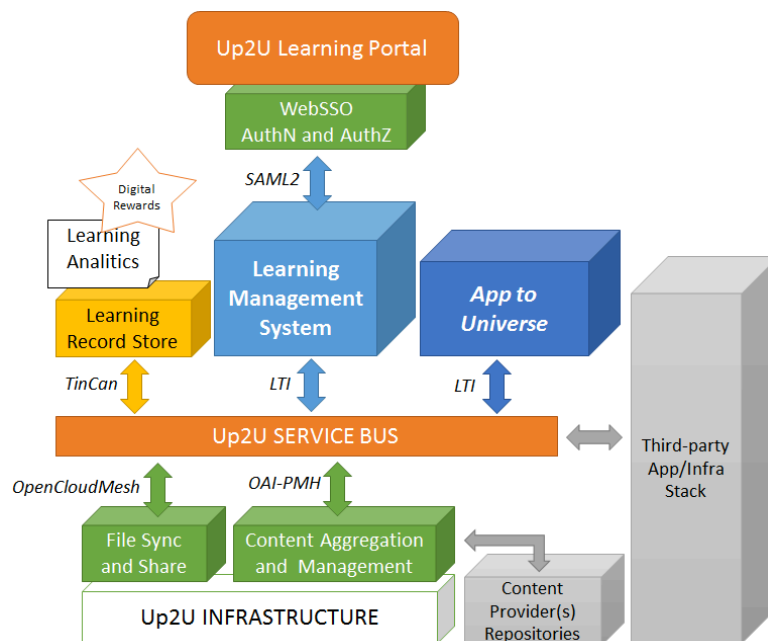 Up2U Learning Portal
WebSSO
AuthN and AuthZ
SAML2
Digital
Rewards
Learning
Analitics
Learning
Record Store
Learning
Management
System
App to
Universe
TinCan
LTI
LTI
Up2U SERVICE BUS
Third-party
App/Infra
Stack
OpenCloudMesh
OAI-PMH
File Sync
and Share
Content Aggregation
and Management
Content
Provider(s)
Repositories
Up2U INFRASTRUCTURE